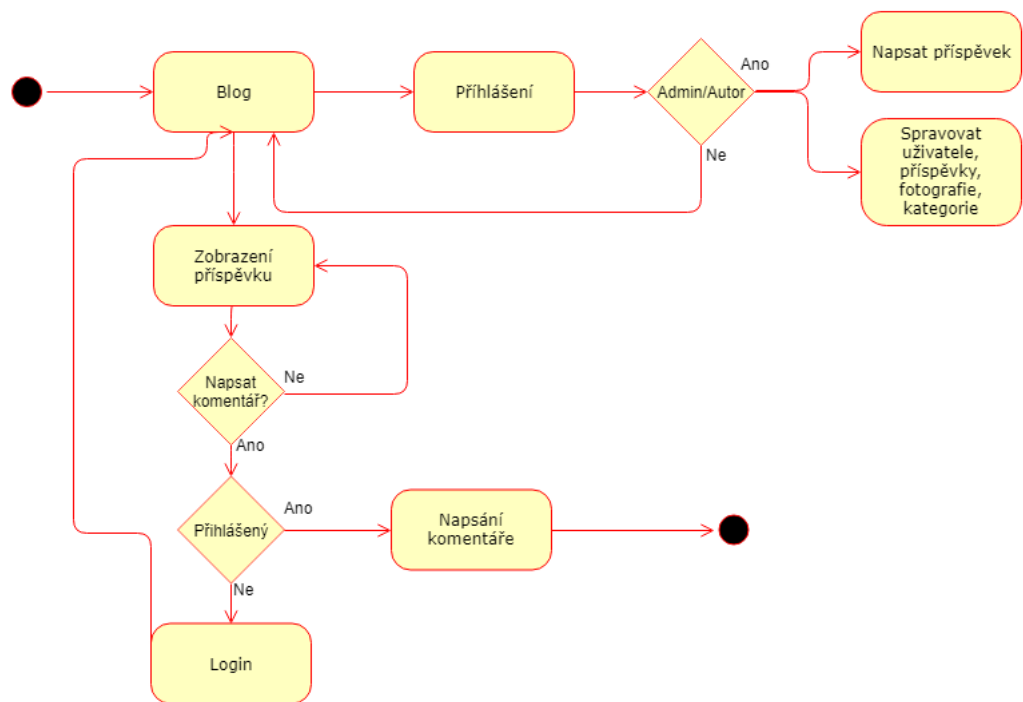 Blog
Příhlášení
Admin/Autor
Ano
Ne
Napsat příspěvek
Spravovat
uživatele,
příspěvky,
fotografie,
kategorie
Zobrazení
příspěvku
Napsat
komentář?
Ne
Ano
Přihlášený
Ano
Ne
Napsání
komentáře
Login